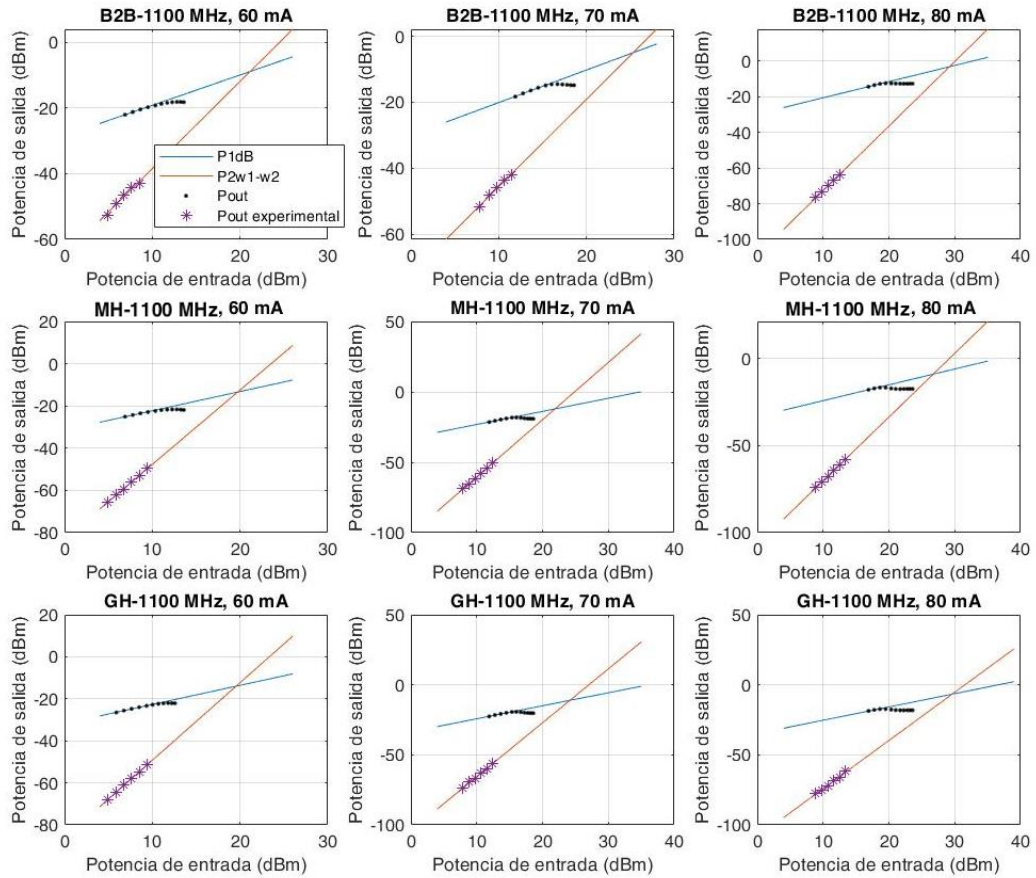 B2B-1100 MHz, 60 mA
B2B-1100 MHz, 70 mA
B2B-1100 MHz, 80 mA
Potencia de salida (dBm)
0
-20
-40
-60
P1dB
P2w1-w2
Pout
Pout experimental
0 10 20 30
Potencia de entrada (dBm)
Potencia de salida (dBm)
0
-20
-40
-60
0 10 20 30
Potencia de entrada (dBm)
Potencia de salida (dBm)
0
-20
-40
-60
-80
-100
0 10 20 30 40
Potencia de entrada (dBm)
MH-1100 MHz, 60 mA
MH-1100 MHz, 70 mA
MH-1100 MHz, 80 mA
Potencia de salida (dBm)
20
0
-20
-40
-60
-80
0 10 20 30
Potencia de entrada (dBm)
Potencia de salida (dBm)
50
0
-50
-100
0 10 20 30 40
Potencia de entrada (dBm)
Potencia de salida (dBm)
0
-50
-100
0 10 20 30 40
Potencia de entrada (dBm)
GH-1100 MHz, 60 mA
GH-1100 MHz, 70 mA
GH-1100 MHz, 80 mA
Potencia de salida (dBm)
20
0
-20
-40
-60
-80
0 10 20 30
Potencia de entrada (dBm)
Potencia de salida (dBm)
50
0
-50
-100
0 10 20 30 40
Potencia de entrada (dBm)
Potencia de salida (dBm)
50
0
-50
-100
0 10 20 30 40
Potencia de entrada (dBm)